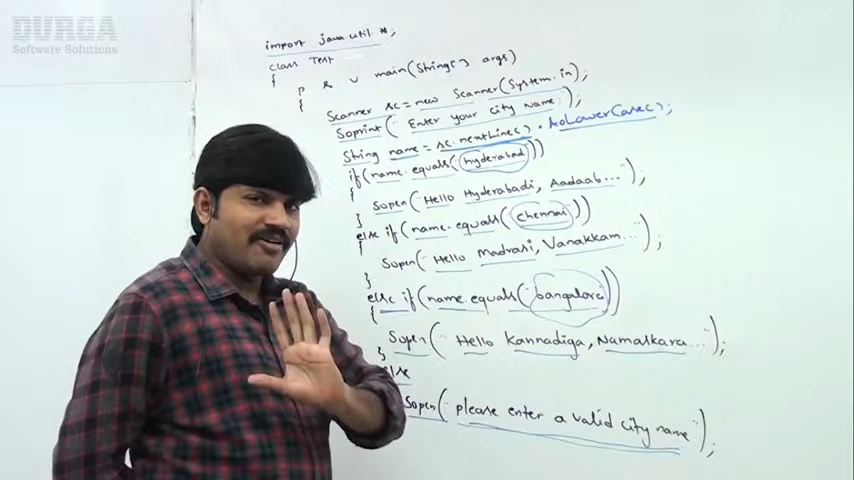 DURGA
Software Solutions
import java.util.*;
class Test
{
p s v main(String[] args)
{
Scanner sc=new Scanner(System.in);
Soprint(" Enter your city name:");
String name=sc.nextLine().toLowerCase();
if(name.equals("hyderabad"))
{
Sopln("Hello Hyderabadi, Aadaab...");
}
else if(name.equals("chennai"))
{
Sopln("Hello Madrasi, Vanakkam...");
}
else if(name.equals("bangalore"))
{
Sopln("Hello Kannadiga, Namaskara...");
}
else
Sopln("please enter a valid city name");